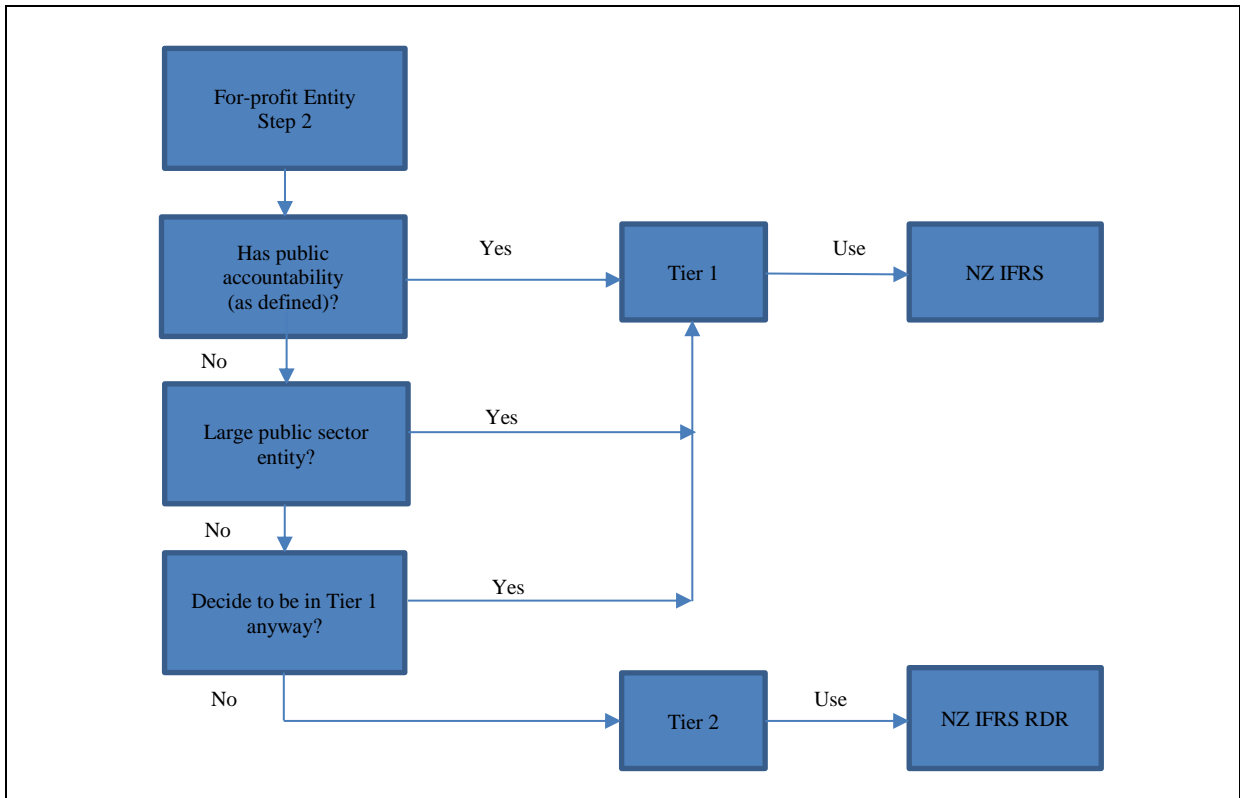 For-profit Entity
Step 2
Has public
accountability
(as defined)?
Yes
Tier 1
Use
NZ IFRS
No
Large public sector
entity?
Yes
No
Decide to be in Tier 1
anyway?
Yes
No
Tier 2
Use
NZ IFRS RDR